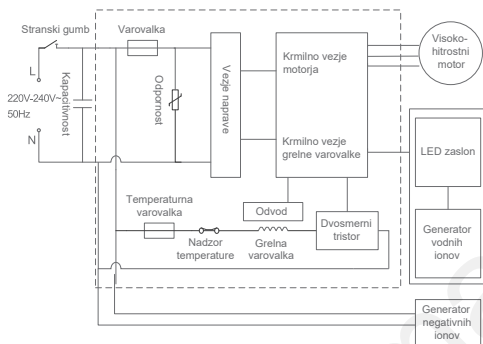 Stranski gumb
Varovalka
Visoko-
hitrostni
motor
L
220V-240V~
50Hz
N
Kapacitivnost
Odpornost
Vezje naprave
Krmilno vezje
motorja
Krmilno vezje
grelne varovalke
LED zaslon
Temperaturna
varovalka
Nadzor
temperature
Grelna
varovalka
Odvod
Dvosmerni
tristor
Generator
vodnih
ionov
Generator
negativnih
ionov